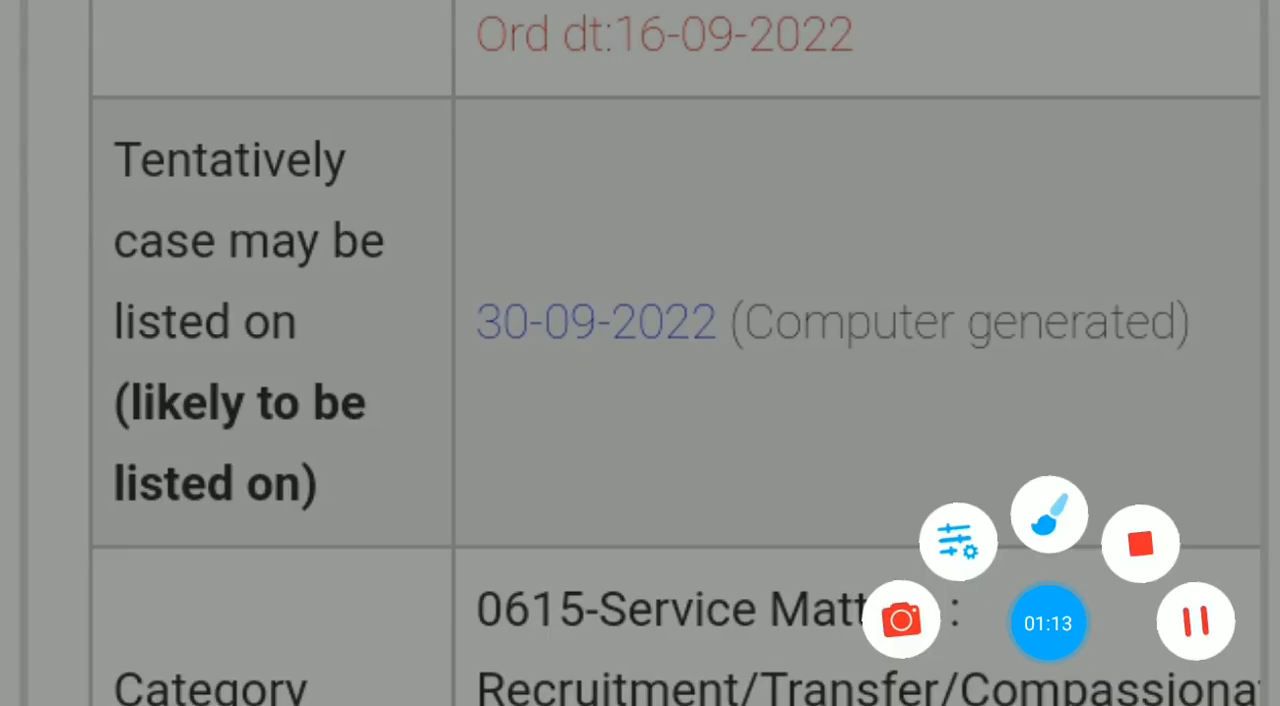 Ord dt:16-09-2022
Tentatively
case may be
listed on
(likely to be
listed on)
30-09-2022 (Computer generated)
Category
0615-Service Matt :
Recruitment/Transfer/Compassiona
01:13